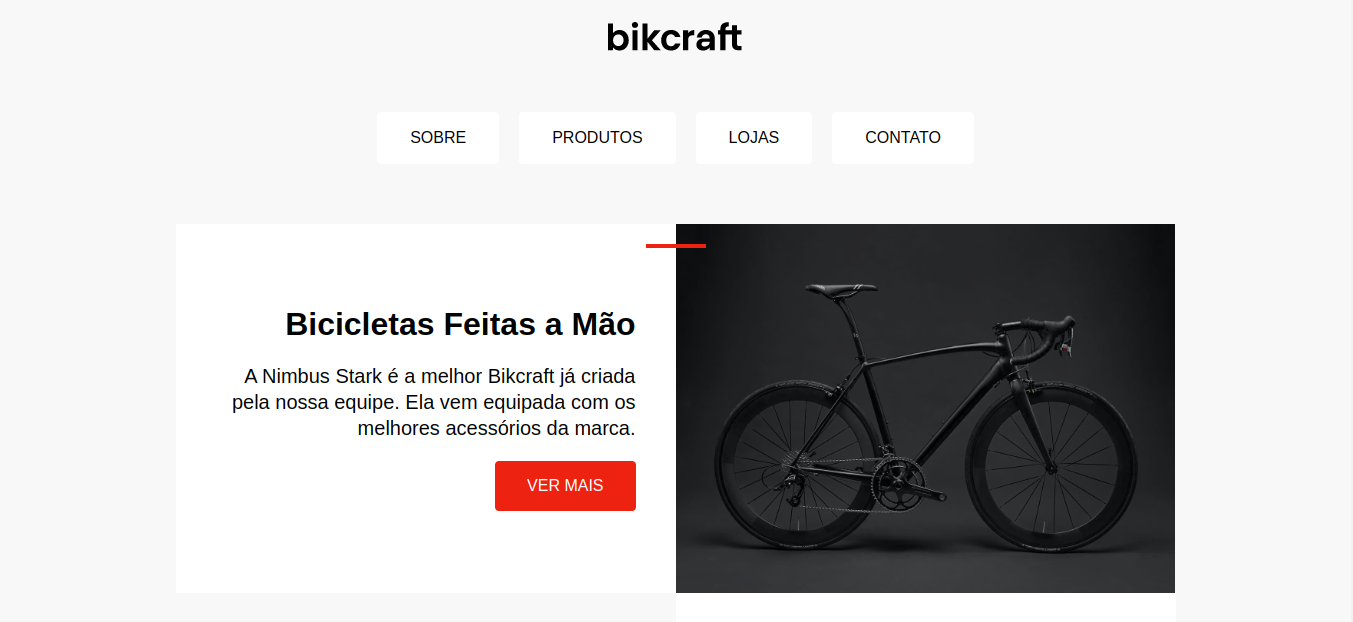 bikcraft
SOBRE
PRODUTOS
LOJAS
CONTATO
Bicicletas Feitas a Mão
A Nimbus Stark é a melhor Bikcraft já criada
pela nossa equipe. Ela vem equipada com os
melhores acessórios da marca.
VER MAIS